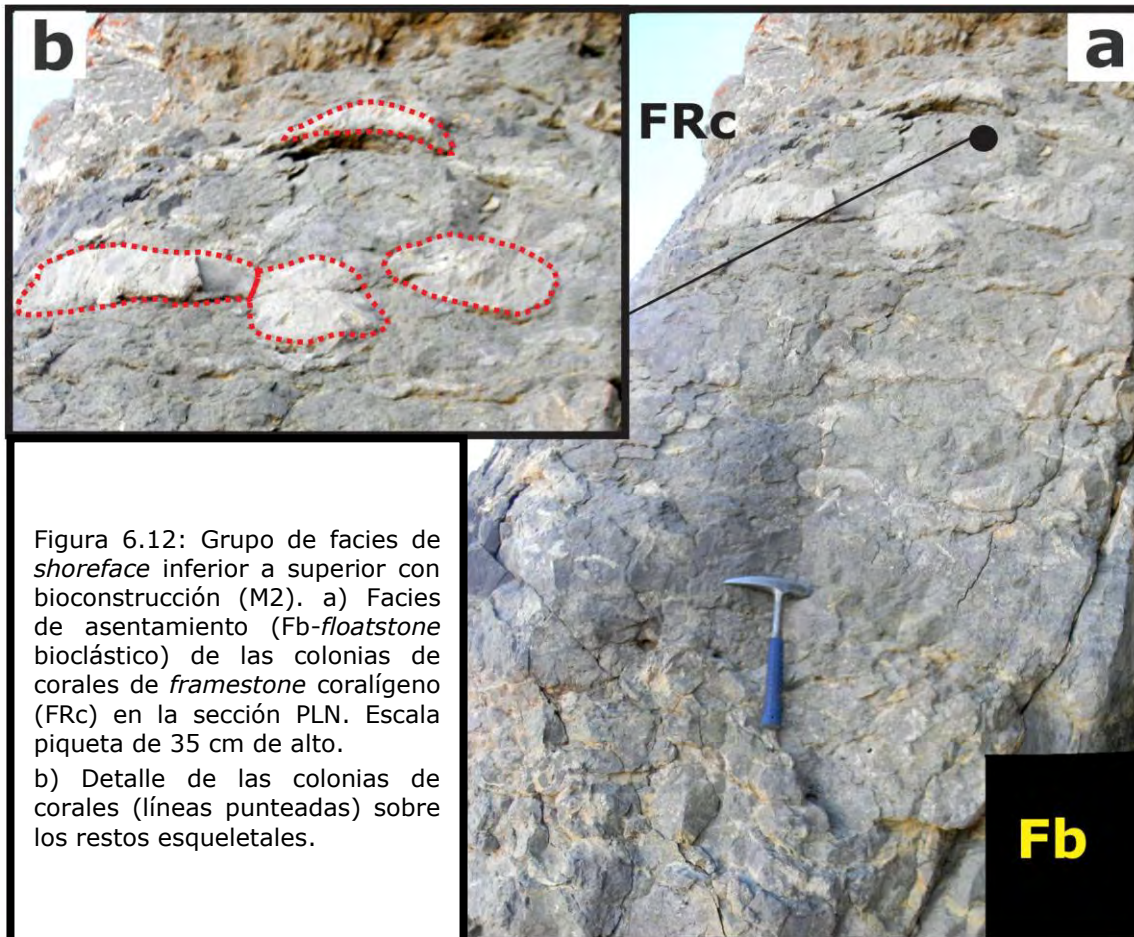 b
a
FRc
Figura 6.12: Grupo de facies de
shoreface inferior a superior con
bioconstrucción (M2). a) Facies
de asentamiento (Fb-floatstone
bioclástico) de las colonias de
corales de framestone coralígeno
(FRc) en la sección PLN. Escala
piqueta de 35 cm de alto.
b) Detalle de las colonias de
corales (líneas punteadas) sobre
los restos esqueletales.
Fb